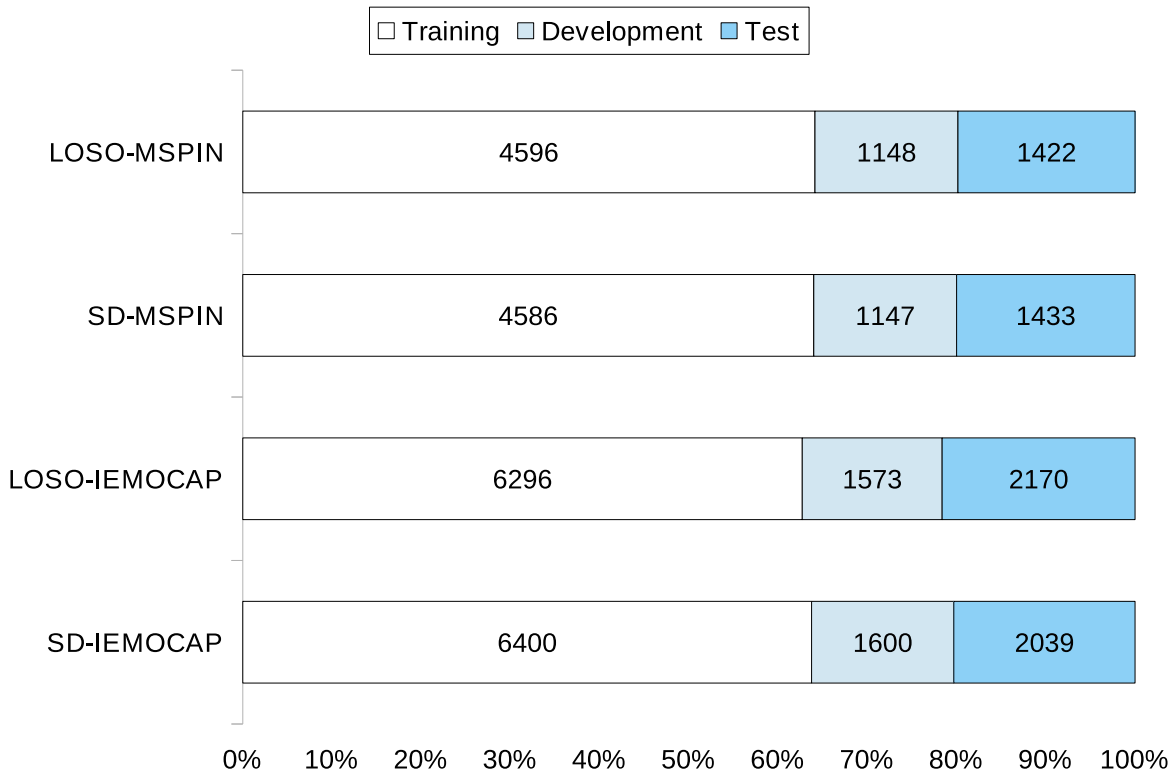 Training Development Test
LOSO-MSPIN 4596 1148 1422
SD-MSPIN 4586 1147 1433
LOSO-IEMOCAP 6296 1573 2170
SD-IEMOCAP 6400 1600 2039
0% 10% 20% 30% 40% 50% 60% 70% 80% 90% 100%